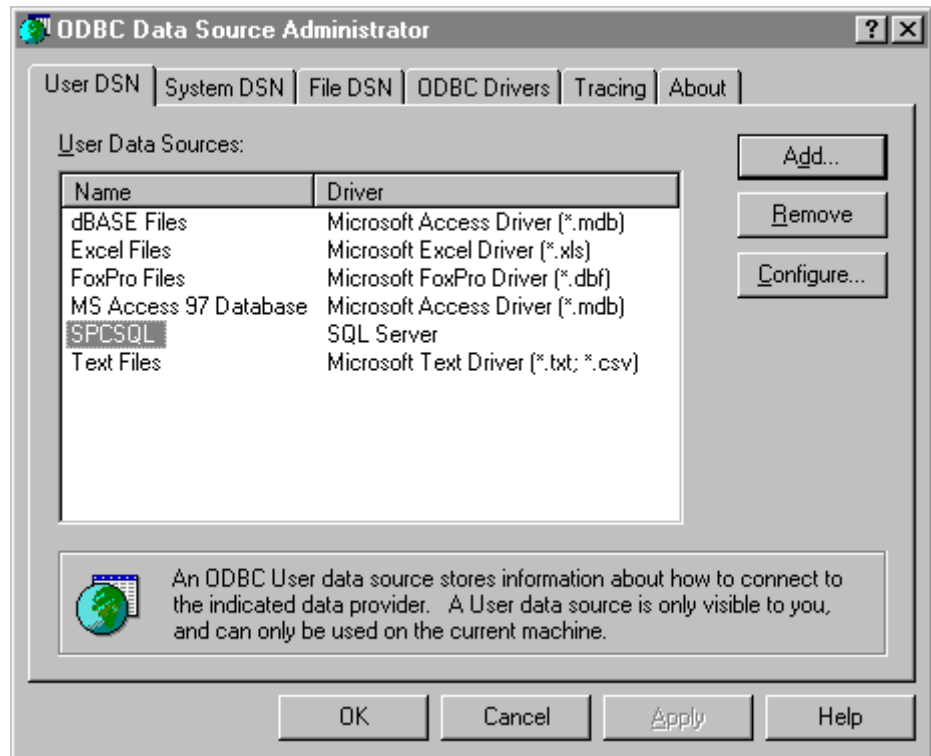 ODBC Data Source Administrator
User DSN System DSN File DSN ODBC Drivers Tracing About
User Data Sources:
Add...
Name Driver
dBASE Files Microsoft Access Driver (*.mdb)
Remove
Excel Files Microsoft Excel Driver (*.xls)
FoxPro Files Microsoft FoxPro Driver (*.dbf)
Configure...
MS Access 97 Database Microsoft Access Driver (*.mdb)
SPCSQL SQL Server
Text Files Microsoft Text Driver (*.txt; *.csv)
An ODBC User data source stores information about how to connect to
the indicated data provider. A User data source is only visible to you,
and can only be used on the current machine.
OK Cancel Apply Help